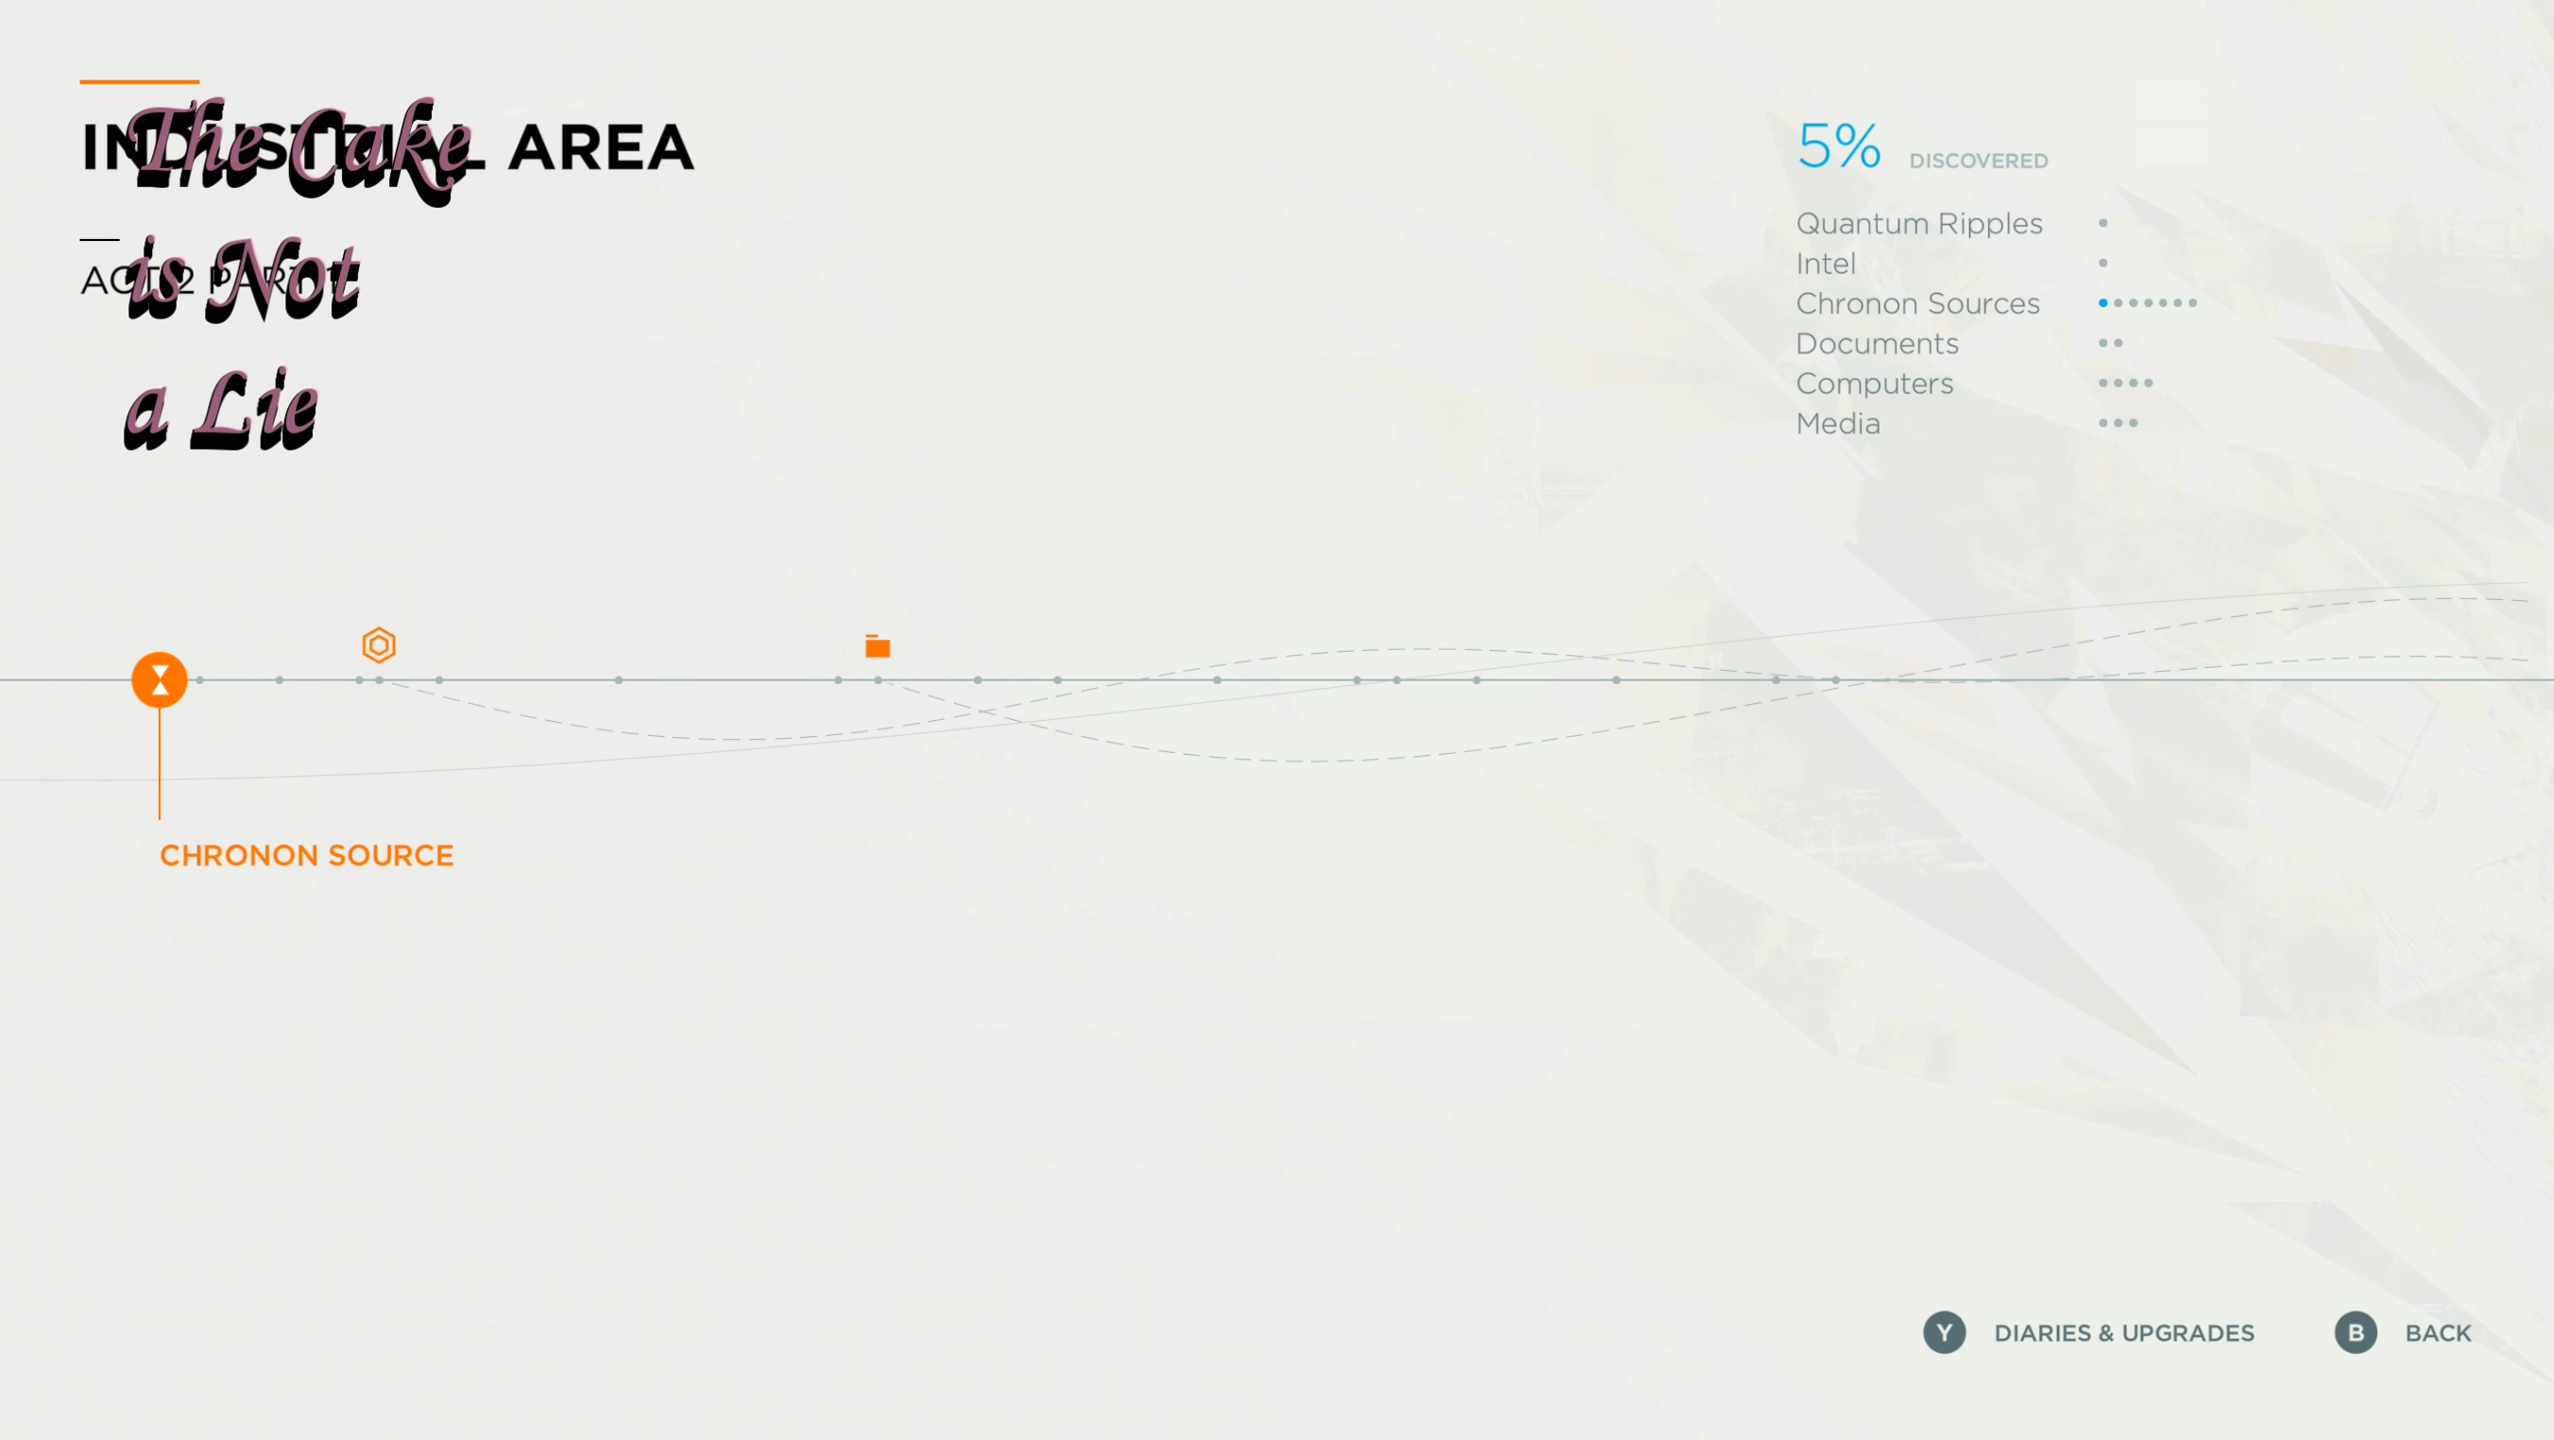 INDUSTRIAL AREA
The Cake
is Not
a Lie
ACT 2 PART 1
5% DISCOVERED
Quantum Ripples
Intel
Chronon Sources
Documents
Computers
Media
CHRONON SOURCE
Y DIARIES & UPGRADES B BACK